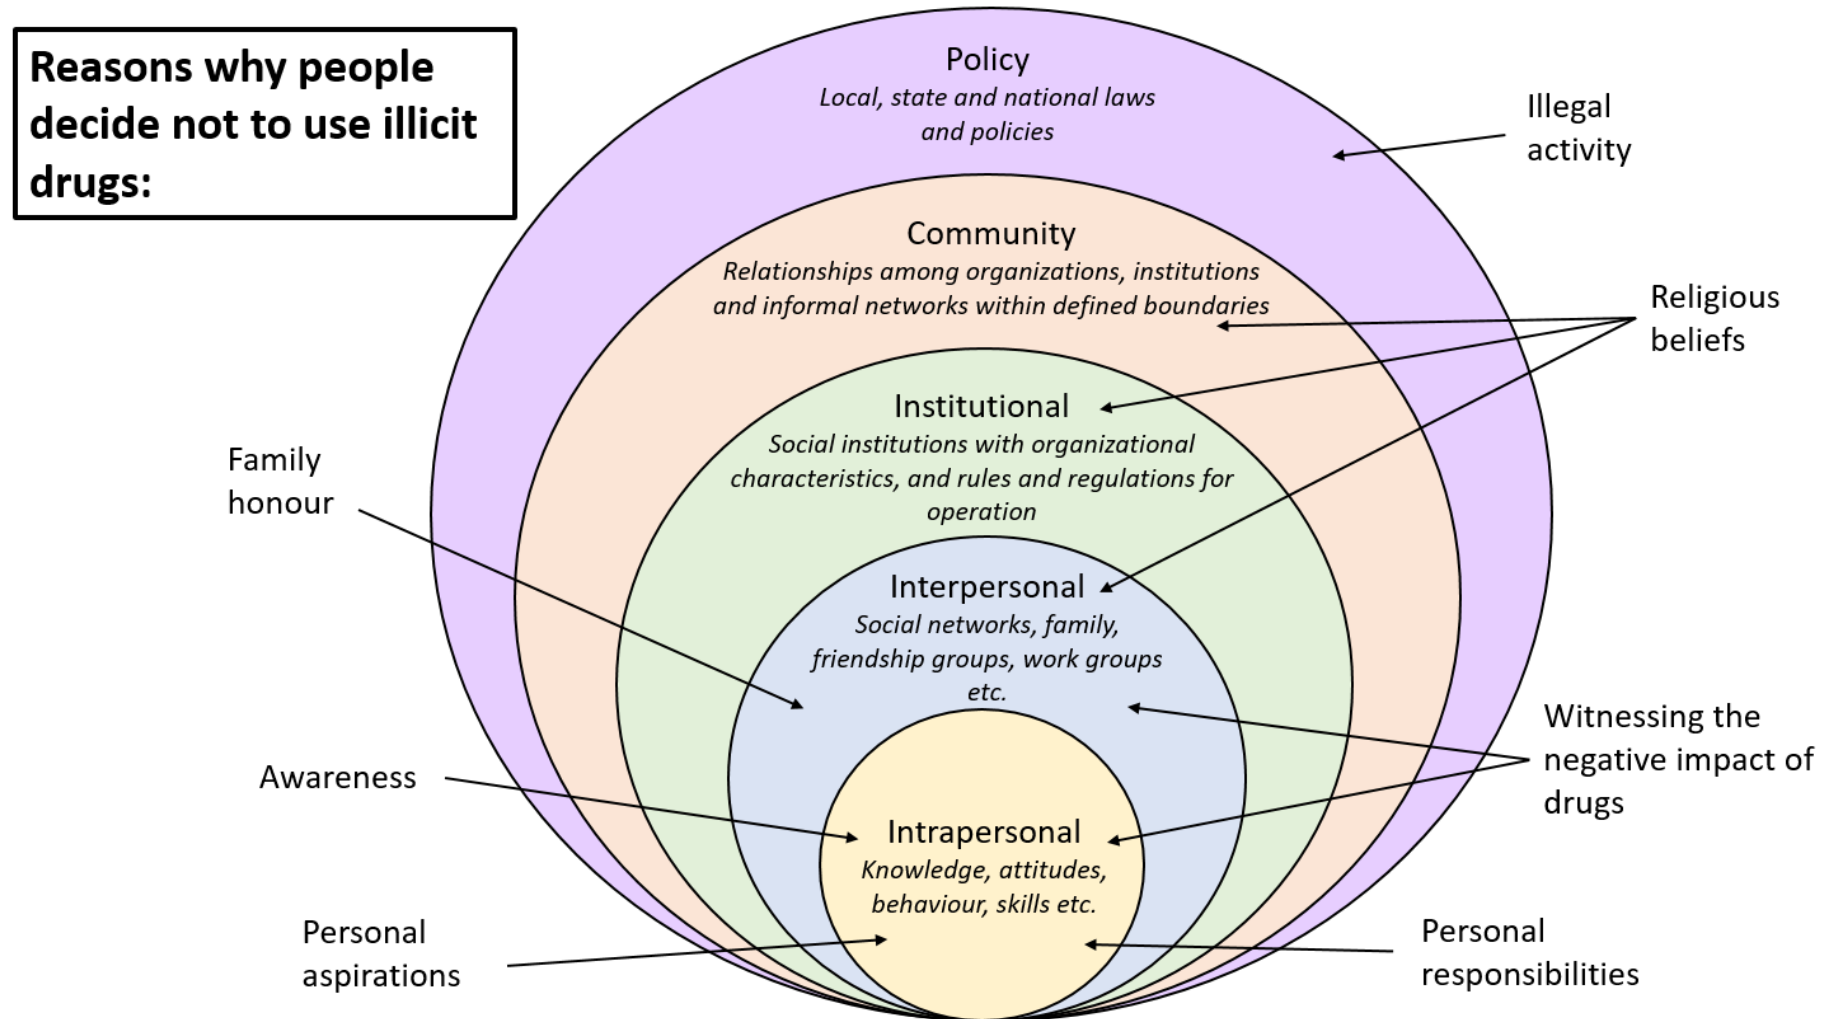 Reasons why people
decide not to use illicit
drugs:
Policy
Local, state and national laws
and policies
Illegal
activity
Community
Relationships among organizations, institutions
and informal networks within defined boundaries
Religious
beliefs
Institutional
Social institutions with organizational
characteristics, and rules and regulations for
operation
Family
honour
Interpersonal
Social networks, family,
friendship groups, work groups
etc.
Witnessing the
negative impact of
drugs
Awareness
Intrapersonal
Knowledge, attitudes,
behaviour, skills etc.
Personal
aspirations
Personal
responsibilities